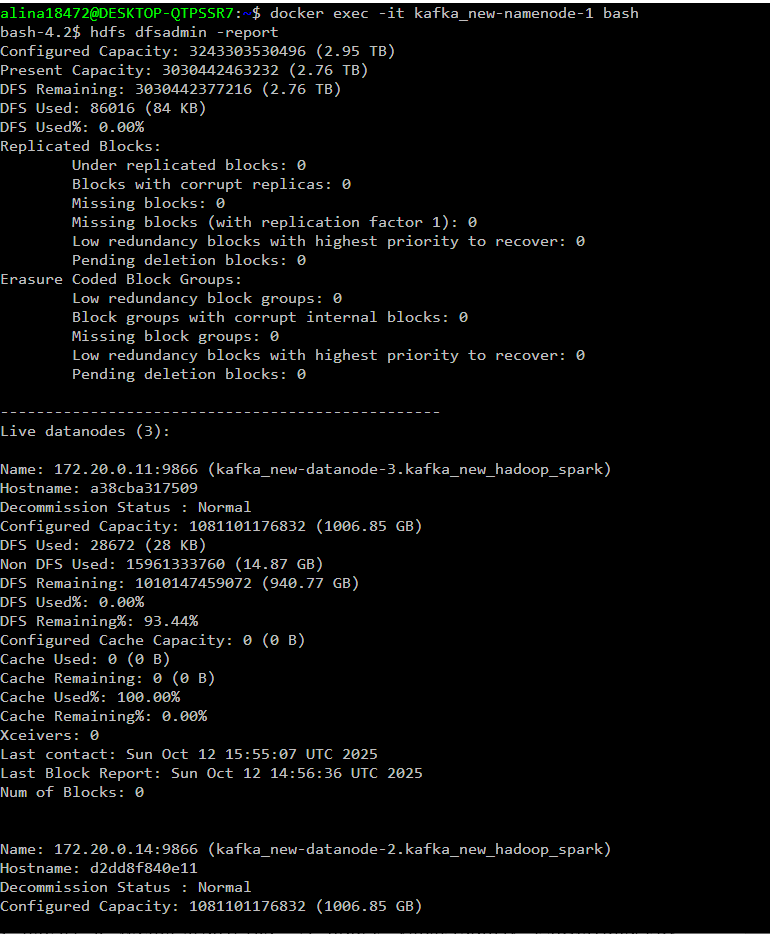 alina18472@DESKTOP-QTPSSR7:~$ docker exec -it kafka_new-namenode-1 bash
bash-4.2$ hdfs dfsadmin -report
Configured Capacity: 3243303530496 (2.95 TB)
Present Capacity: 3030442463232 (2.76 TB)
DFS Remaining: 3030442377216 (2.76 TB)
DFS Used: 86016 (84 KB)
DFS Used%: 0.00%
Replicated Blocks:
        Under replicated blocks: 0
        Blocks with corrupt replicas: 0
        Missing blocks: 0
        Missing blocks (with replication factor 1): 0
        Low redundancy blocks with highest priority to recover: 0
        Pending deletion blocks: 0
Erasure Coded Block Groups:
        Low redundancy block groups: 0
        Block groups with corrupt internal blocks: 0
        Missing block groups: 0
        Low redundancy blocks with highest priority to recover: 0
        Pending deletion blocks: 0
-------------------------------------------------
Live datanodes (3):
Name: 172.20.0.11:9866 (kafka_new-datanode-3.kafka_new_hadoop_spark)
Hostname: a38cba317509
Decommission Status : Normal
Configured Capacity: 1081101176832 (1006.85 GB)
DFS Used: 28672 (28 KB)
Non DFS Used: 15961333760 (14.87 GB)
DFS Remaining: 1010147459072 (940.77 GB)
DFS Used%: 0.00%
DFS Remaining%: 93.44%
Configured Cache Capacity: 0 (0 B)
Cache Used: 0 (0 B)
Cache Remaining: 0 (0 B)
Cache Used%: 100.00%
Cache Remaining%: 0.00%
Xceivers: 0
Last contact: Sun Oct 12 15:55:07 UTC 2025
Last Block Report: Sun Oct 12 14:56:36 UTC 2025
Num of Blocks: 0
Name: 172.20.0.14:9866 (kafka_new-datanode-2.kafka_new_hadoop_spark)
Hostname: d2dd8f840e11
Decommission Status : Normal
Configured Capacity: 1081101176832 (1006.85 GB)